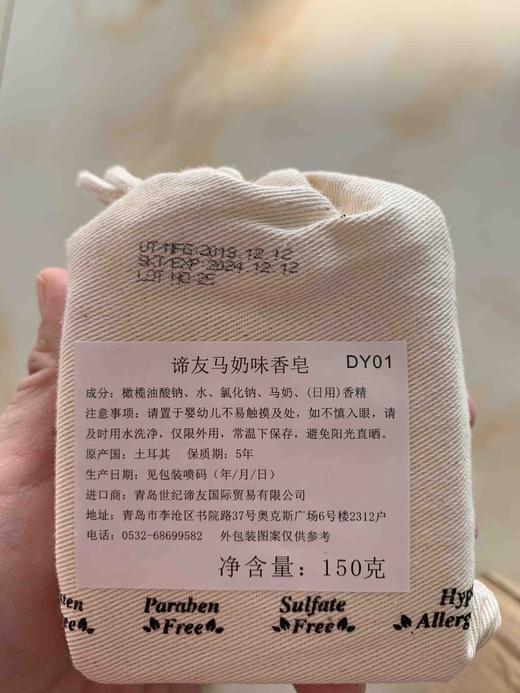 ÜT/MFG:2019.12.12
SKT/EXP:2024.12.12
LOT NO:25
谛友马奶味香皂 DY01
成分：橄榄油酸钠、水、氯化钠、马奶、(日用)香精
注意事项：请置于婴幼儿不易触摸及处，如不慎入眼，请
及时用水洗净，仅限外用，常温下保存，避免阳光直晒。
原产国：土耳其 保质期：5年
生产日期：见包装喷码（年/月/日）
进口商：青岛世纪谛友国际贸易有限公司
地址：青岛市李沧区书院路37号奥克斯广场6号楼2312户
电话：0532-68699582 外包装图案仅供参考
净含量：150克
Paraben Sulfate
Free Free Allerg